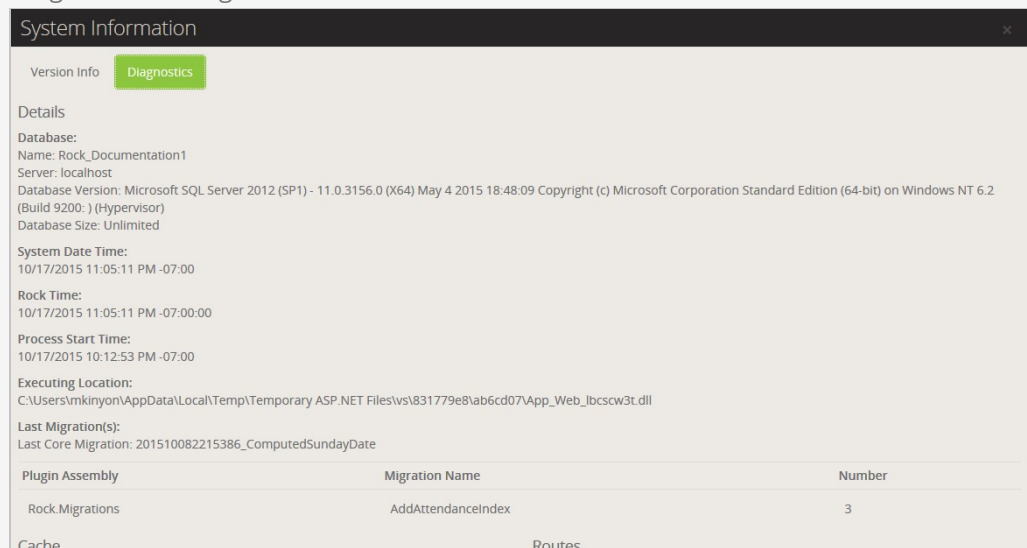 System Information ×
Version Info Diagnostics
Details
Database:
Name: Rock_Documentation1
Server: localhost
Database Version: Microsoft SQL Server 2012 (SP1) - 11.0.3156.0 (X64) May 4 2015 18:48:09 Copyright (c) Microsoft Corporation Standard Edition (64-bit) on Windows NT 6.2
(Build 9200: ) (Hypervisor)
Database Size: Unlimited
System Date Time:
10/17/2015 11:05:11 PM -07:00
Rock Time:
10/17/2015 11:05:11 PM -07:00:00
Process Start Time:
10/17/2015 10:12:53 PM -07:00
Executing Location:
C:\Users\mkinyon\AppData\Local\Temp\Temporary ASP.NET Files\vs\831779e8\ab6cd07\App_Web_lbcscw3t.dll
Last Migration(s):
Last Core Migration: 201510082215386_ComputedSundayDate
Plugin Assembly Migration Name Number
Rock.Migrations AddAttendanceIndex 3
Cache Routes